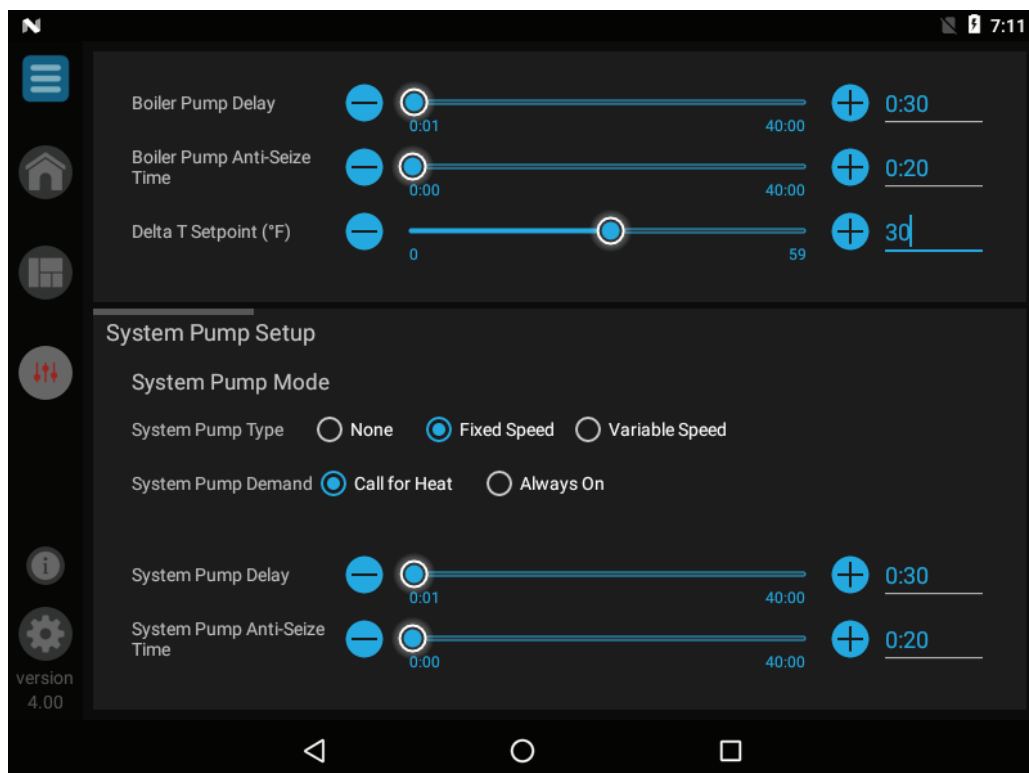 7:11
Boiler Pump Delay 0:30
0:01 40:00
Boiler Pump Anti-Seize
Time 0:20
0:00 40:00
Delta T Setpoint (°F) 30
0 59
System Pump Setup
System Pump Mode
System Pump Type None Fixed Speed Variable Speed
System Pump Demand Call for Heat Always On
System Pump Delay 0:30
0:01 40:00
System Pump Anti-Seize
Time 0:20
0:00 40:00
version
4.00